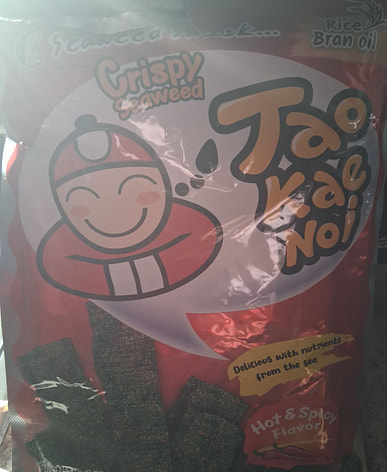 Rice
Bran oil
Crispy
Seaweed
Tao
Kae
Noi
Delicious with nutrients
from the sea
Hot & Spicy
Flavor